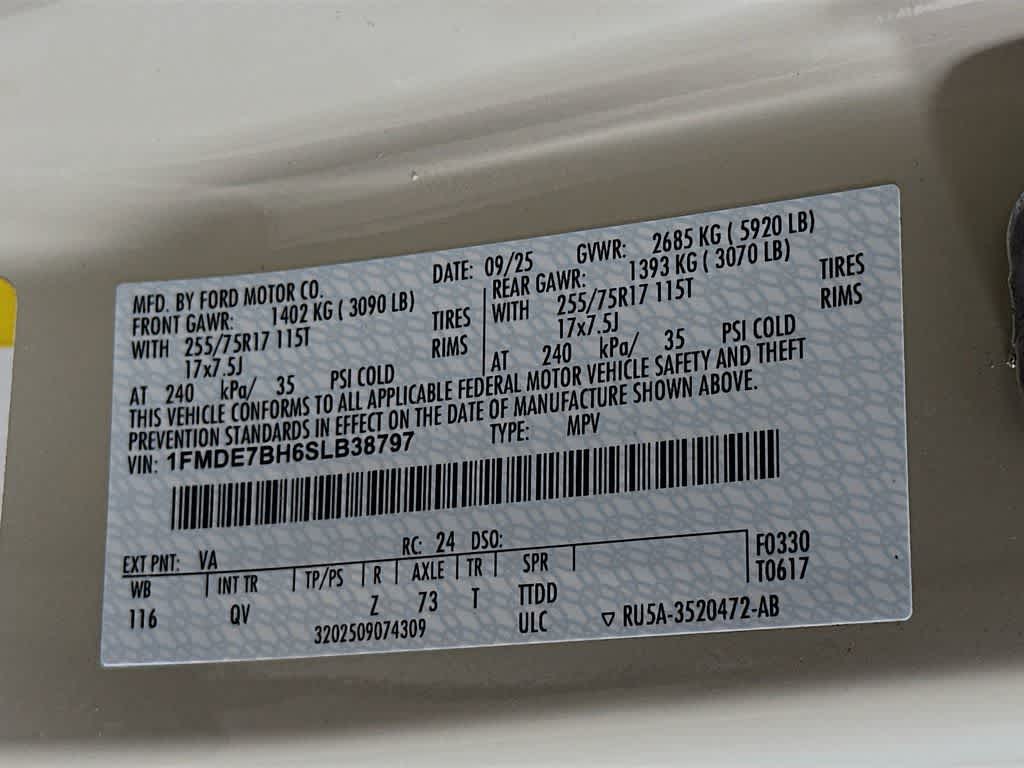 MFD. BY FORD MOTOR CO. DATE: 09/25 GVWR: 2685 KG ( 5920 LB)
FRONT GAWR: 1402 KG ( 3090 LB) REAR GAWR: 1393 KG ( 3070 LB)
WITH 255/75R17 115T TIRES WITH 255/75R17 115T TIRES
17x7.5J RIMS 17x7.5J RIMS
AT 240 kPa/ 35 PSI COLD AT 240 kPa/ 35 PSI COLD
THIS VEHICLE CONFORMS TO ALL APPLICABLE FEDERAL MOTOR VEHICLE SAFETY AND THEFT
PREVENTION STANDARDS IN EFFECT ON THE DATE OF MANUFACTURE SHOWN ABOVE.
VIN: 1FMDE7BH6SLB38797 TYPE: MPV
EXT PNT: VA RC: 24 DSO: F0330
WB INT TR TP/PS R AXLE TR SPR T0617
116 QV Z 73 T TTDD
3202509074309 ULC ▽ RU5A-3520472-AB